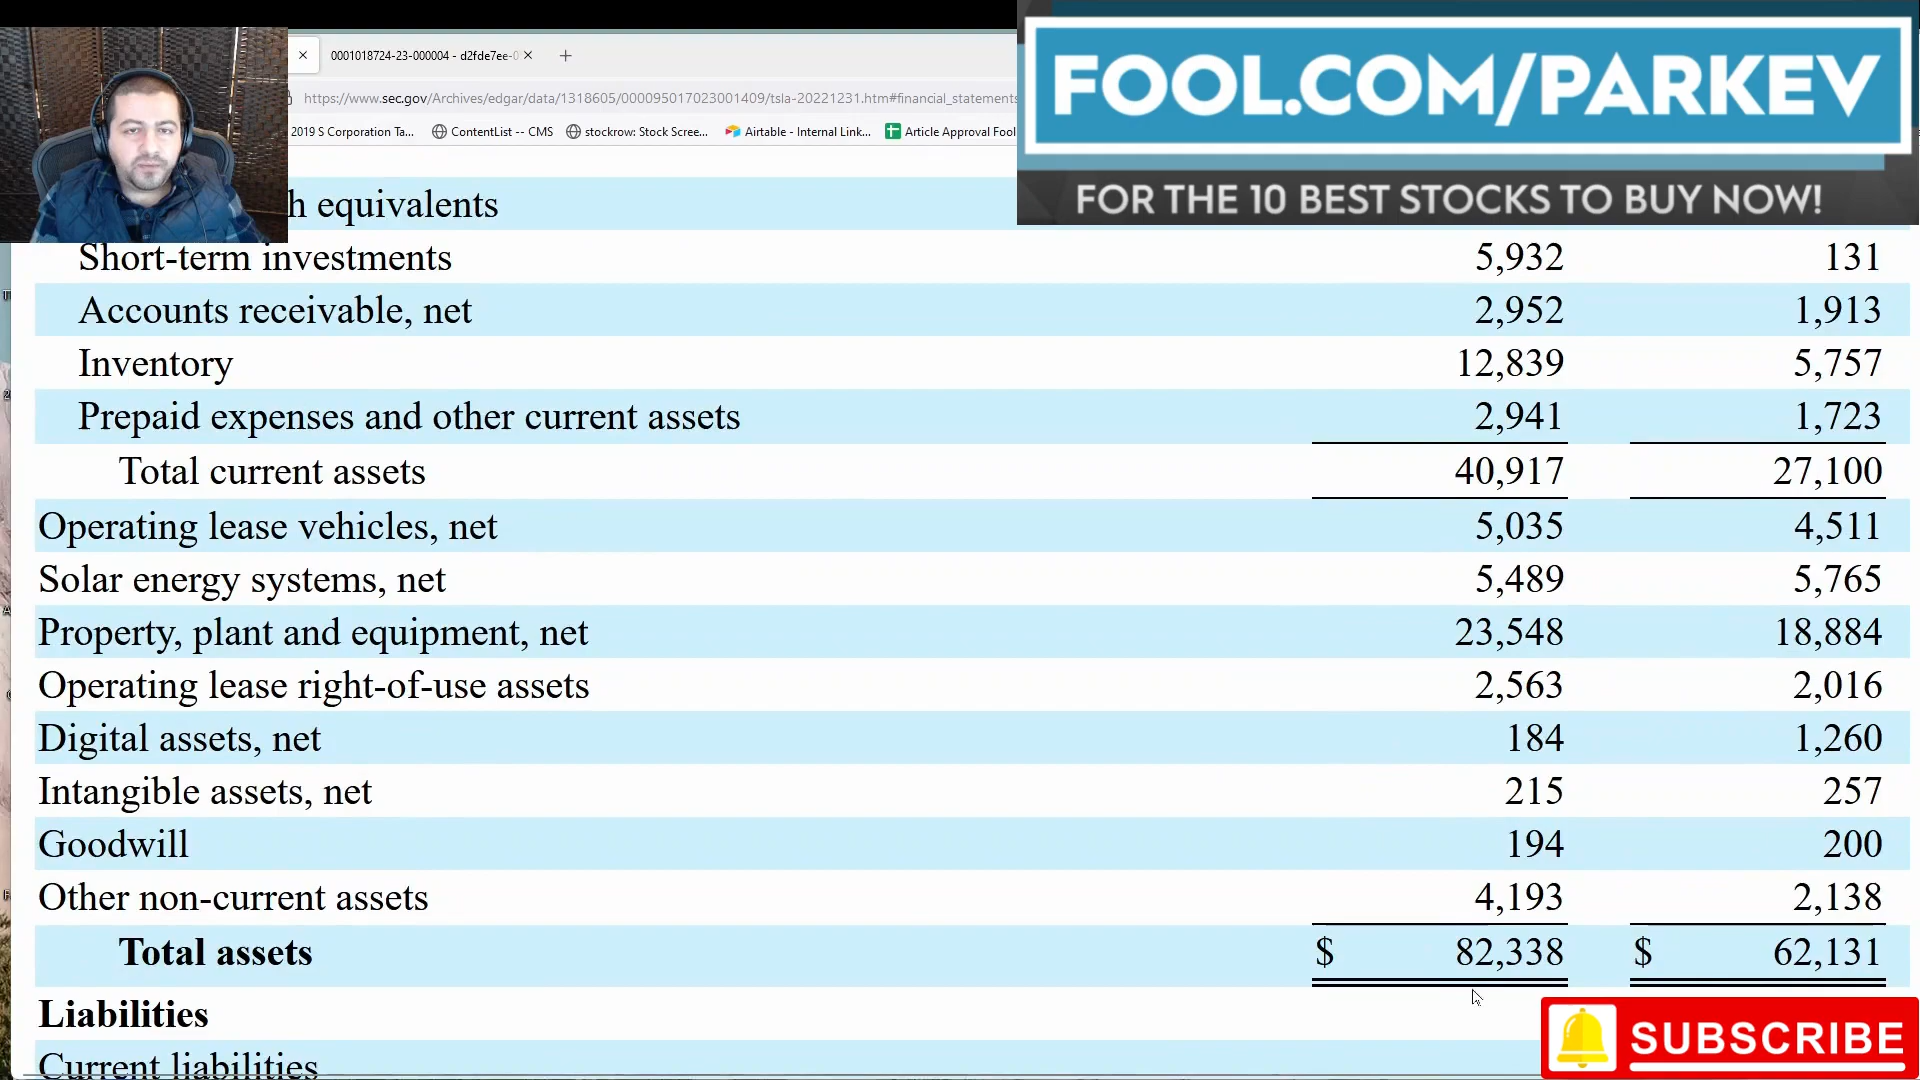 FOOL.COM/PARKEV
FOR THE 10 BEST STOCKS TO BUY NOW!
0001018724-23-000004 - d2fde7ee-0
https://www.sec.gov/Archives/edgar/data/1318605/000095017023001409/tsla-20221231.htm#financial_statements
2019 S Corporation Ta... ContentList -- CMS stockrow: Stock Scree... Airtable - Internal Link... Article Approval Fool
h equivalents
Short-term investments 5,932 131
Accounts receivable, net 2,952 1,913
Inventory 12,839 5,757
Prepaid expenses and other current assets 2,941 1,723
Total current assets 40,917 27,100
Operating lease vehicles, net 5,035 4,511
Solar energy systems, net 5,489 5,765
Property, plant and equipment, net 23,548 18,884
Operating lease right-of-use assets 2,563 2,016
Digital assets, net 184 1,260
Intangible assets, net 215 257
Goodwill 194 200
Other non-current assets 4,193 2,138
Total assets $ 82,338 $ 62,131
Liabilities
Current liabilities
SUBSCRIBE